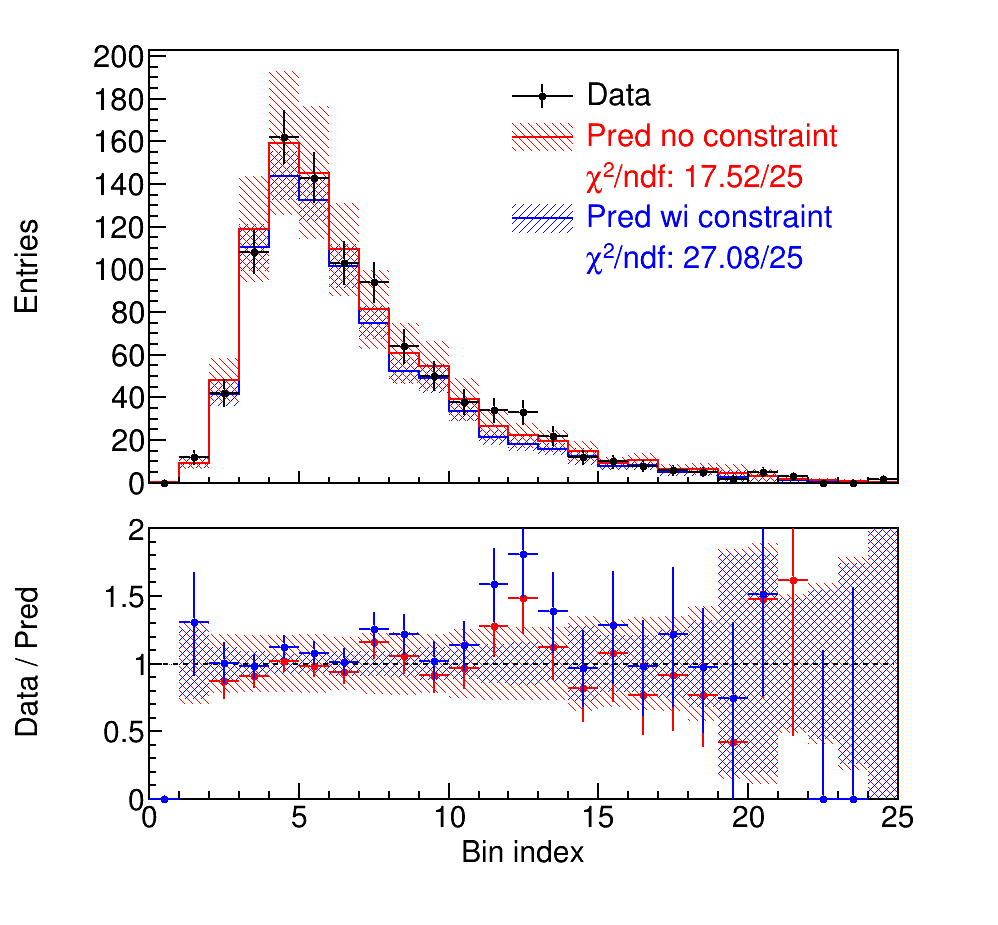 200
180
160
140
120
100
80
60
40
20
0
Entries
Data
Pred no constraint
χ²/ndf: 17.52/25
Pred wi constraint
χ²/ndf: 27.08/25
2
1.5
1
0.5
0
Data / Pred
0 5 10 15 20 25
Bin index